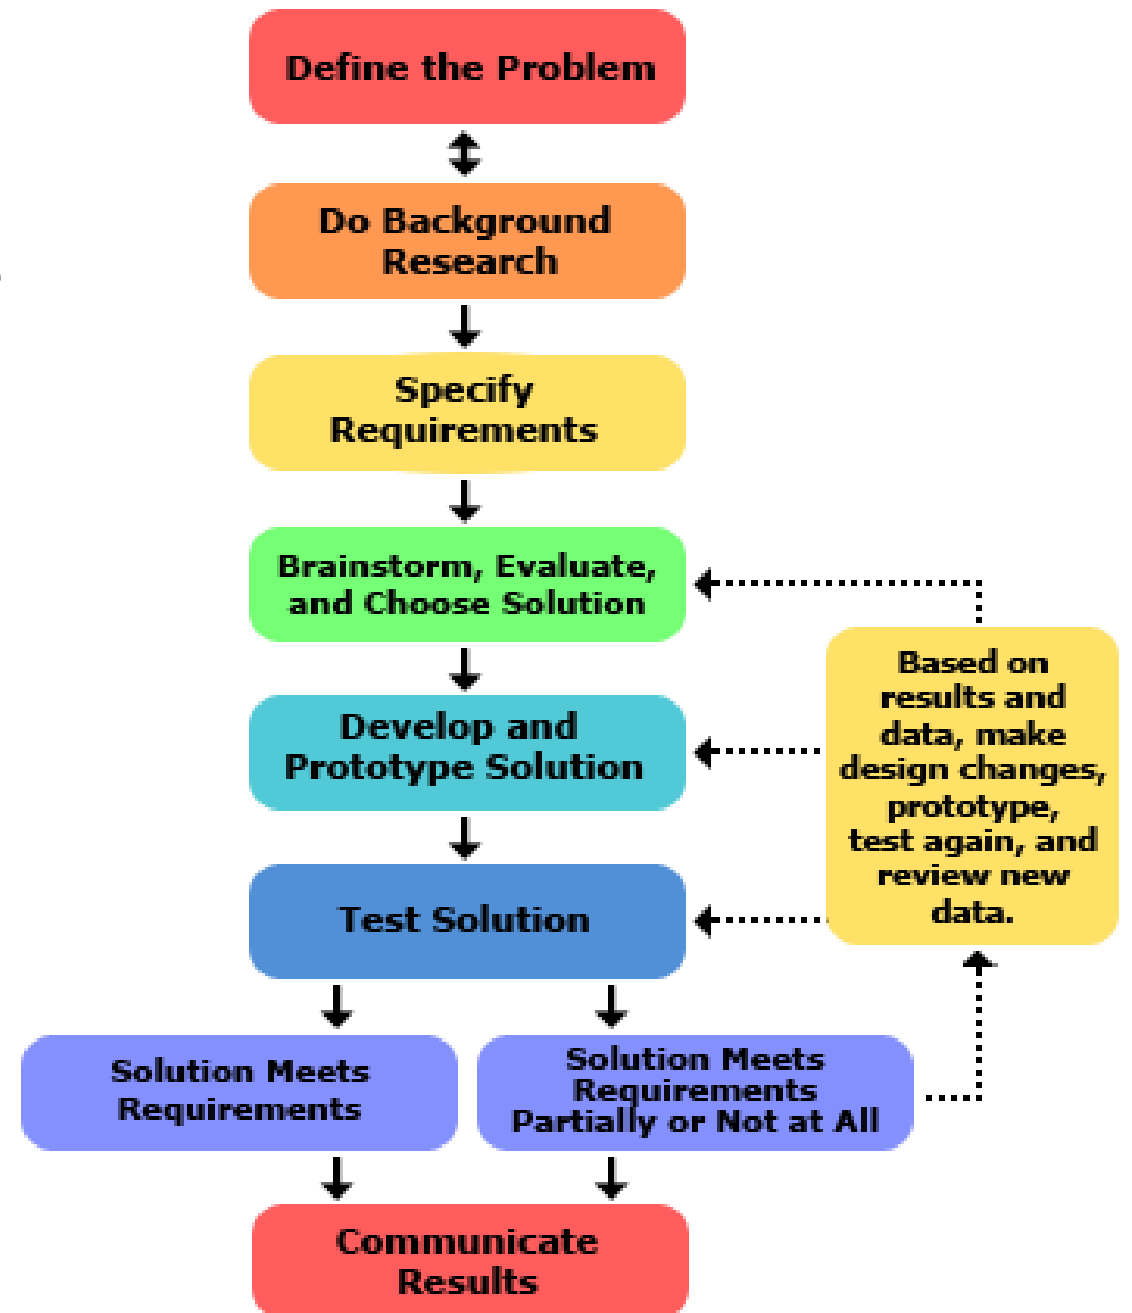 Define the Problem
Do Background
Research
Specify
Requirements
Brainstorm, Evaluate,
and Choose Solution
Develop and
Prototype Solution
Test Solution
Based on
results and
data, make
design changes,
prototype,
test again, and
review new
data.
Solution Meets
Requirements
Solution Meets
Requirements
Partially or Not at All
Communicate
Results